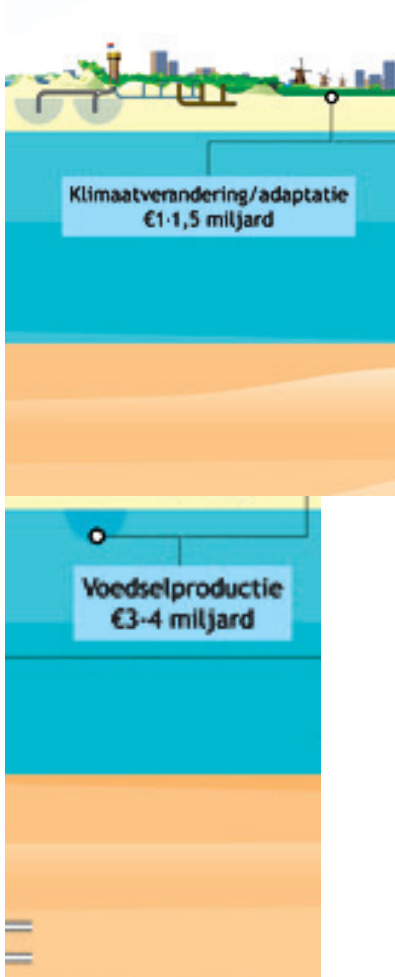 Klimaatverandering/adaptatie
€1-1,5 miljard
Voedselproductie
€3-4 miljard